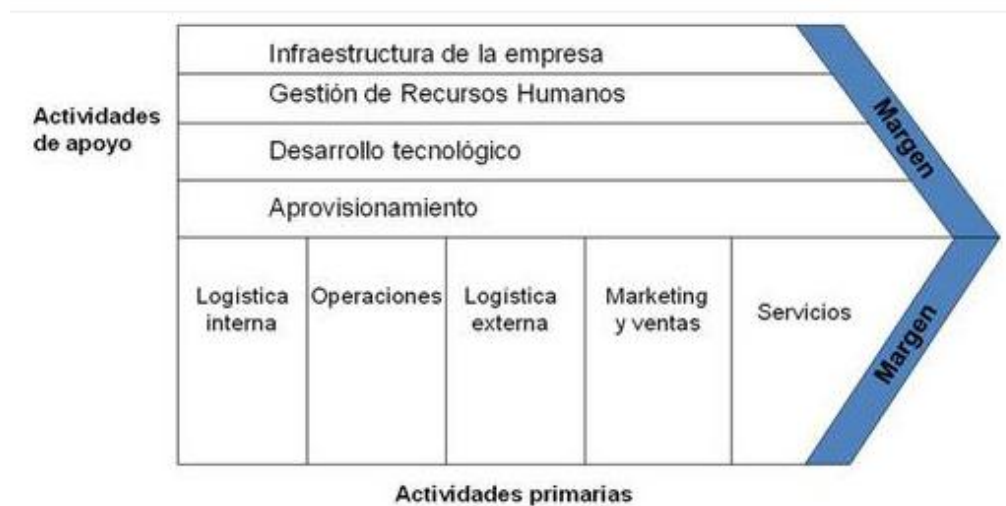 Infraestructura de la empresa
Gestión de Recursos Humanos
Actividades
de apoyo
Desarrollo tecnológico
Aprovisionamiento
Margen
Logística
interna
Operaciones
Logística
externa
Marketing
y ventas
Servicios
Margen
Actividades primarias